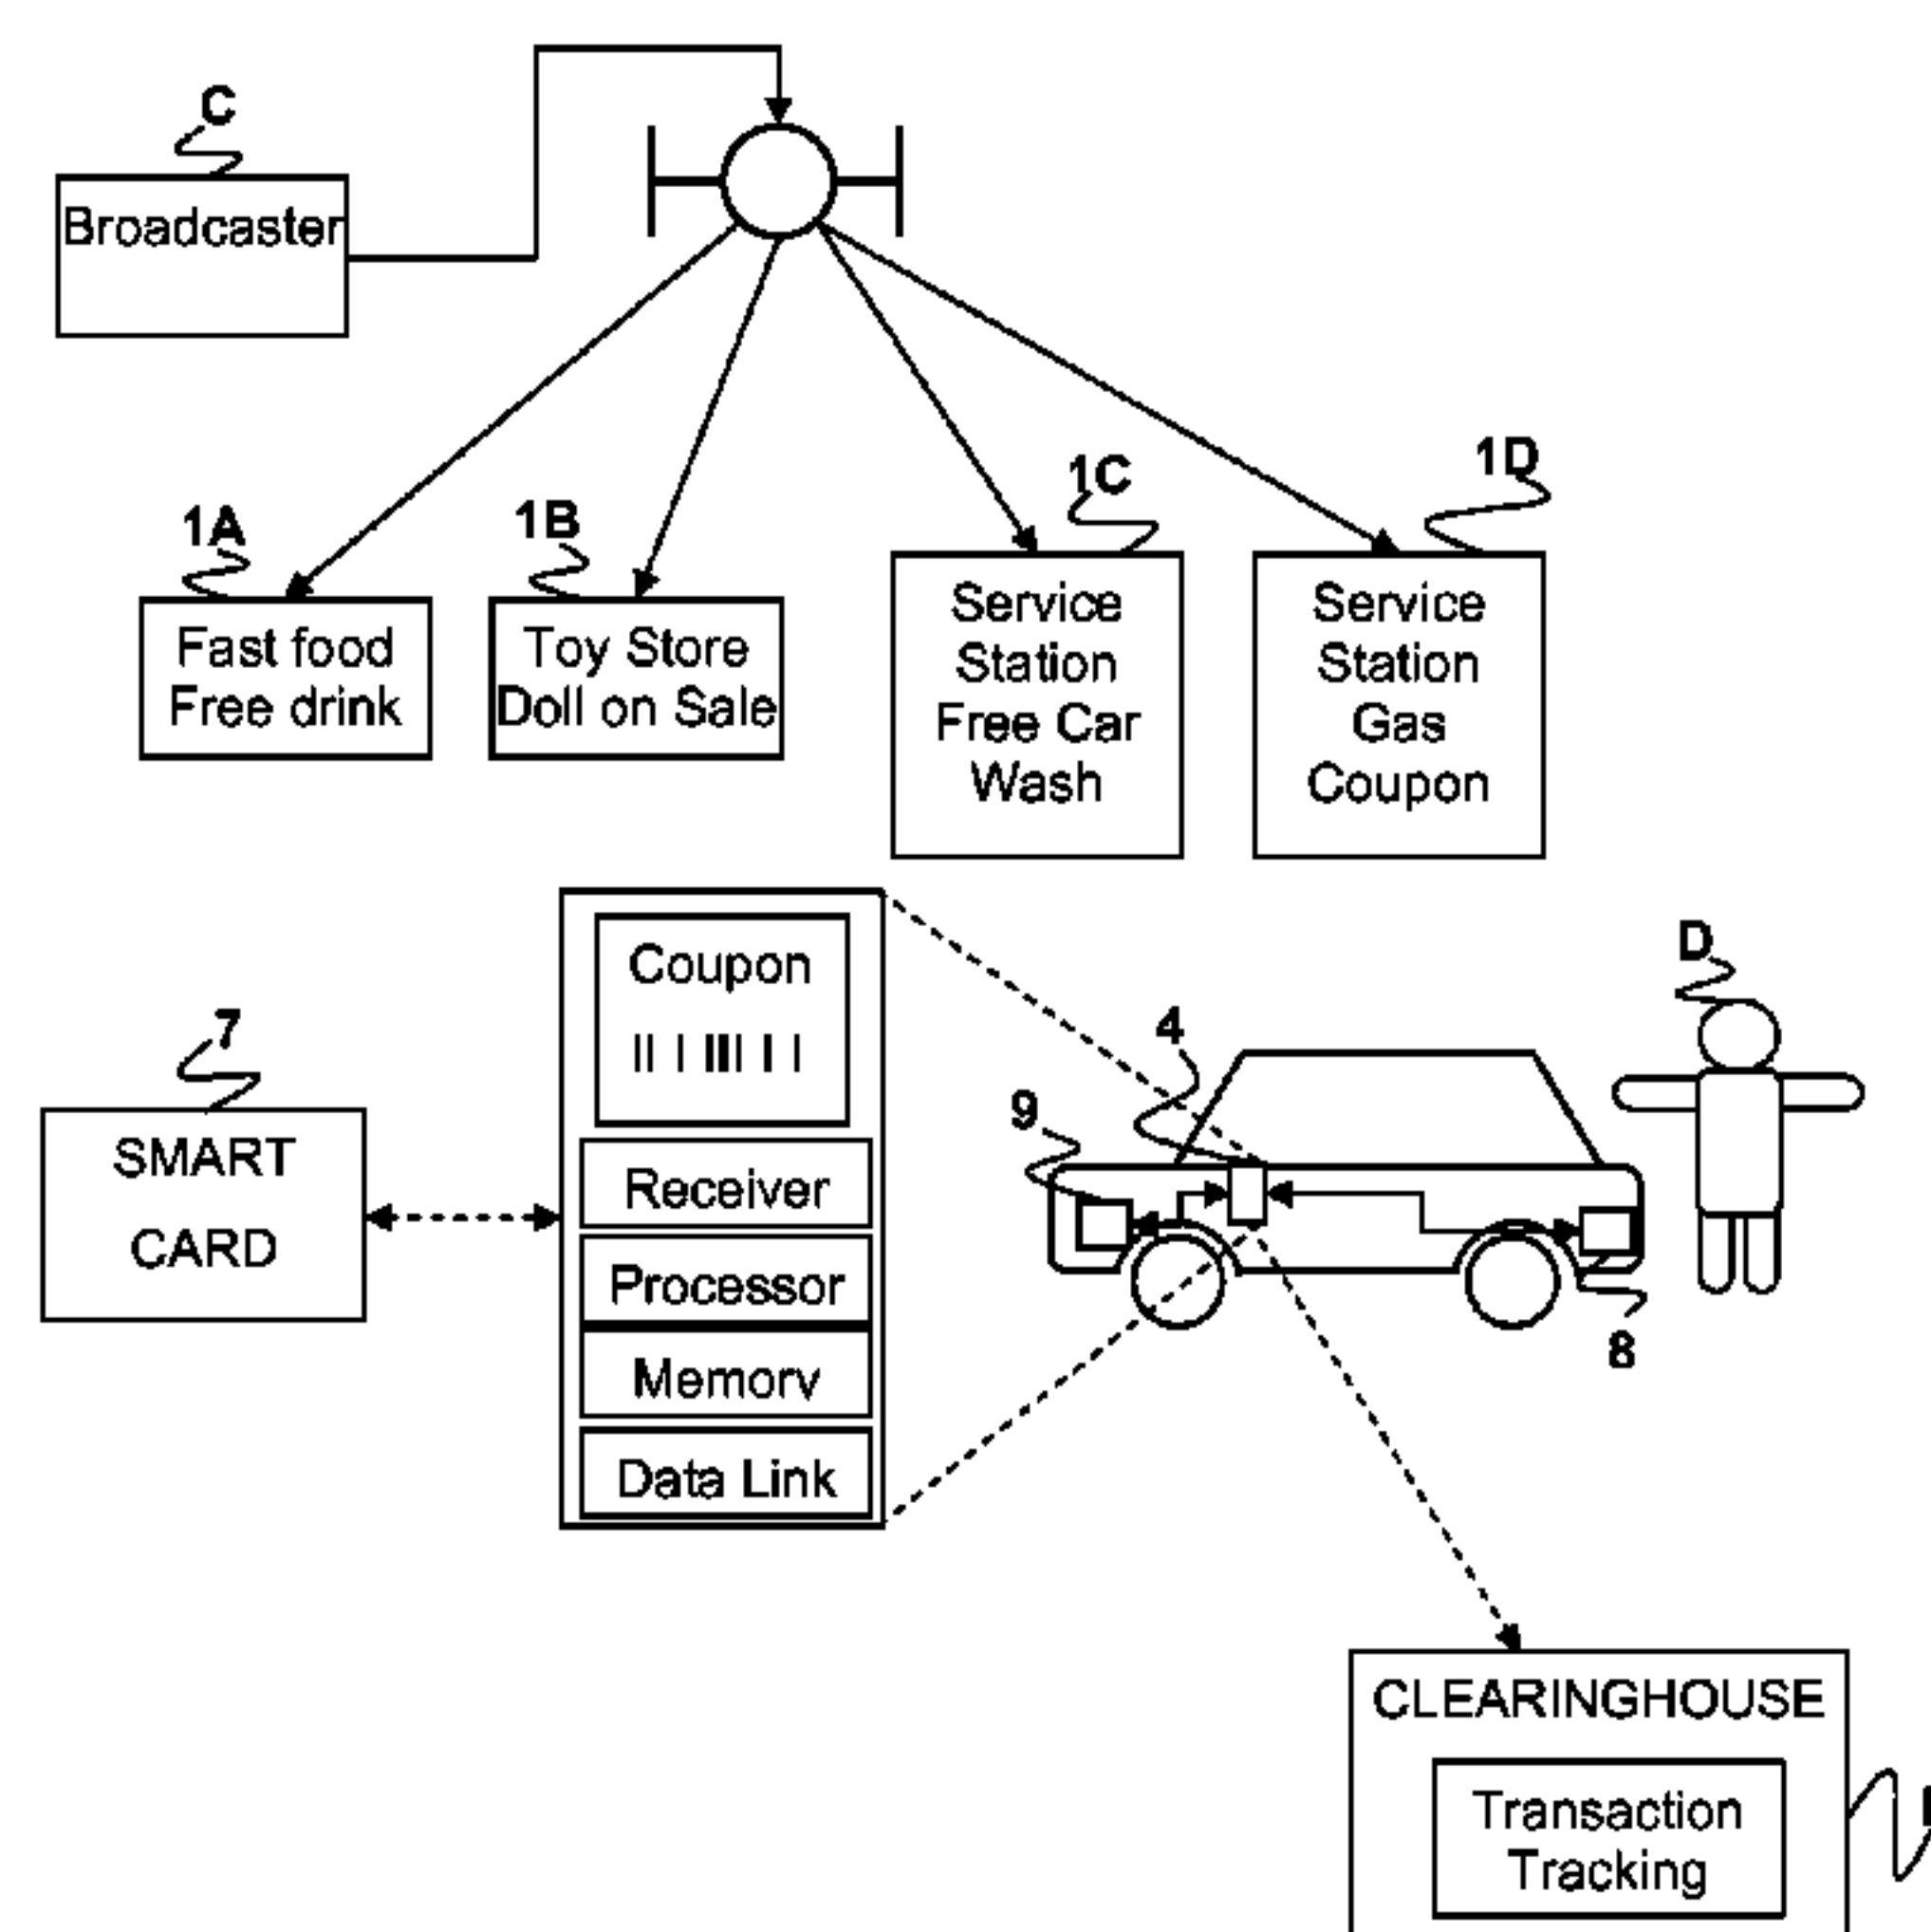 C
Broadcaster
1A
1B
1C
1D
Fast food
Free drink
Toy Store
Doll on Sale
Service
Station
Free Car
Wash
Service
Station
Gas
Coupon
7
SMART
CARD
Coupon
Receiver
Processor
Memory
Data Link
4
9
D
8
CLEARINGHOUSE
Transaction
Tracking